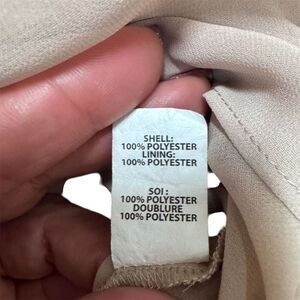 SHELL:
100% POLYESTER
LINING:
100% POLYESTER
SOI :
100% POLYESTER
DOUBLURE
100% POLYESTER